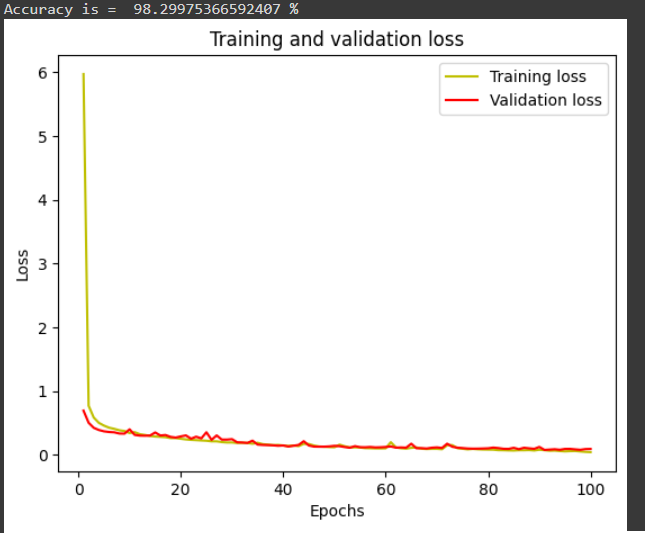 Accuracy is =  98.29975366592407 %
Training and validation loss
Training loss
Validation loss
6
5
4
3
2
1
0
Loss
0 20 40 60 80 100
Epochs